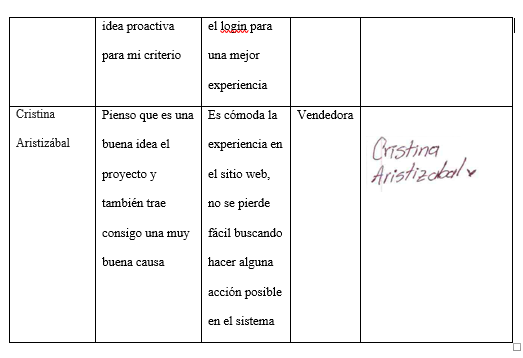 idea proactiva
para mi criterio
el login para
una mejor
experiencia
Cristina
Aristizábal
Pienso que es una
buena idea el
proyecto y
también trae
consigo una muy
buena causa
Es cómoda la
experiencia en
el sitio web,
no se pierde
fácil buscando
hacer alguna
acción posible
en el sistema
Vendedora
Cristina
Aristizabal